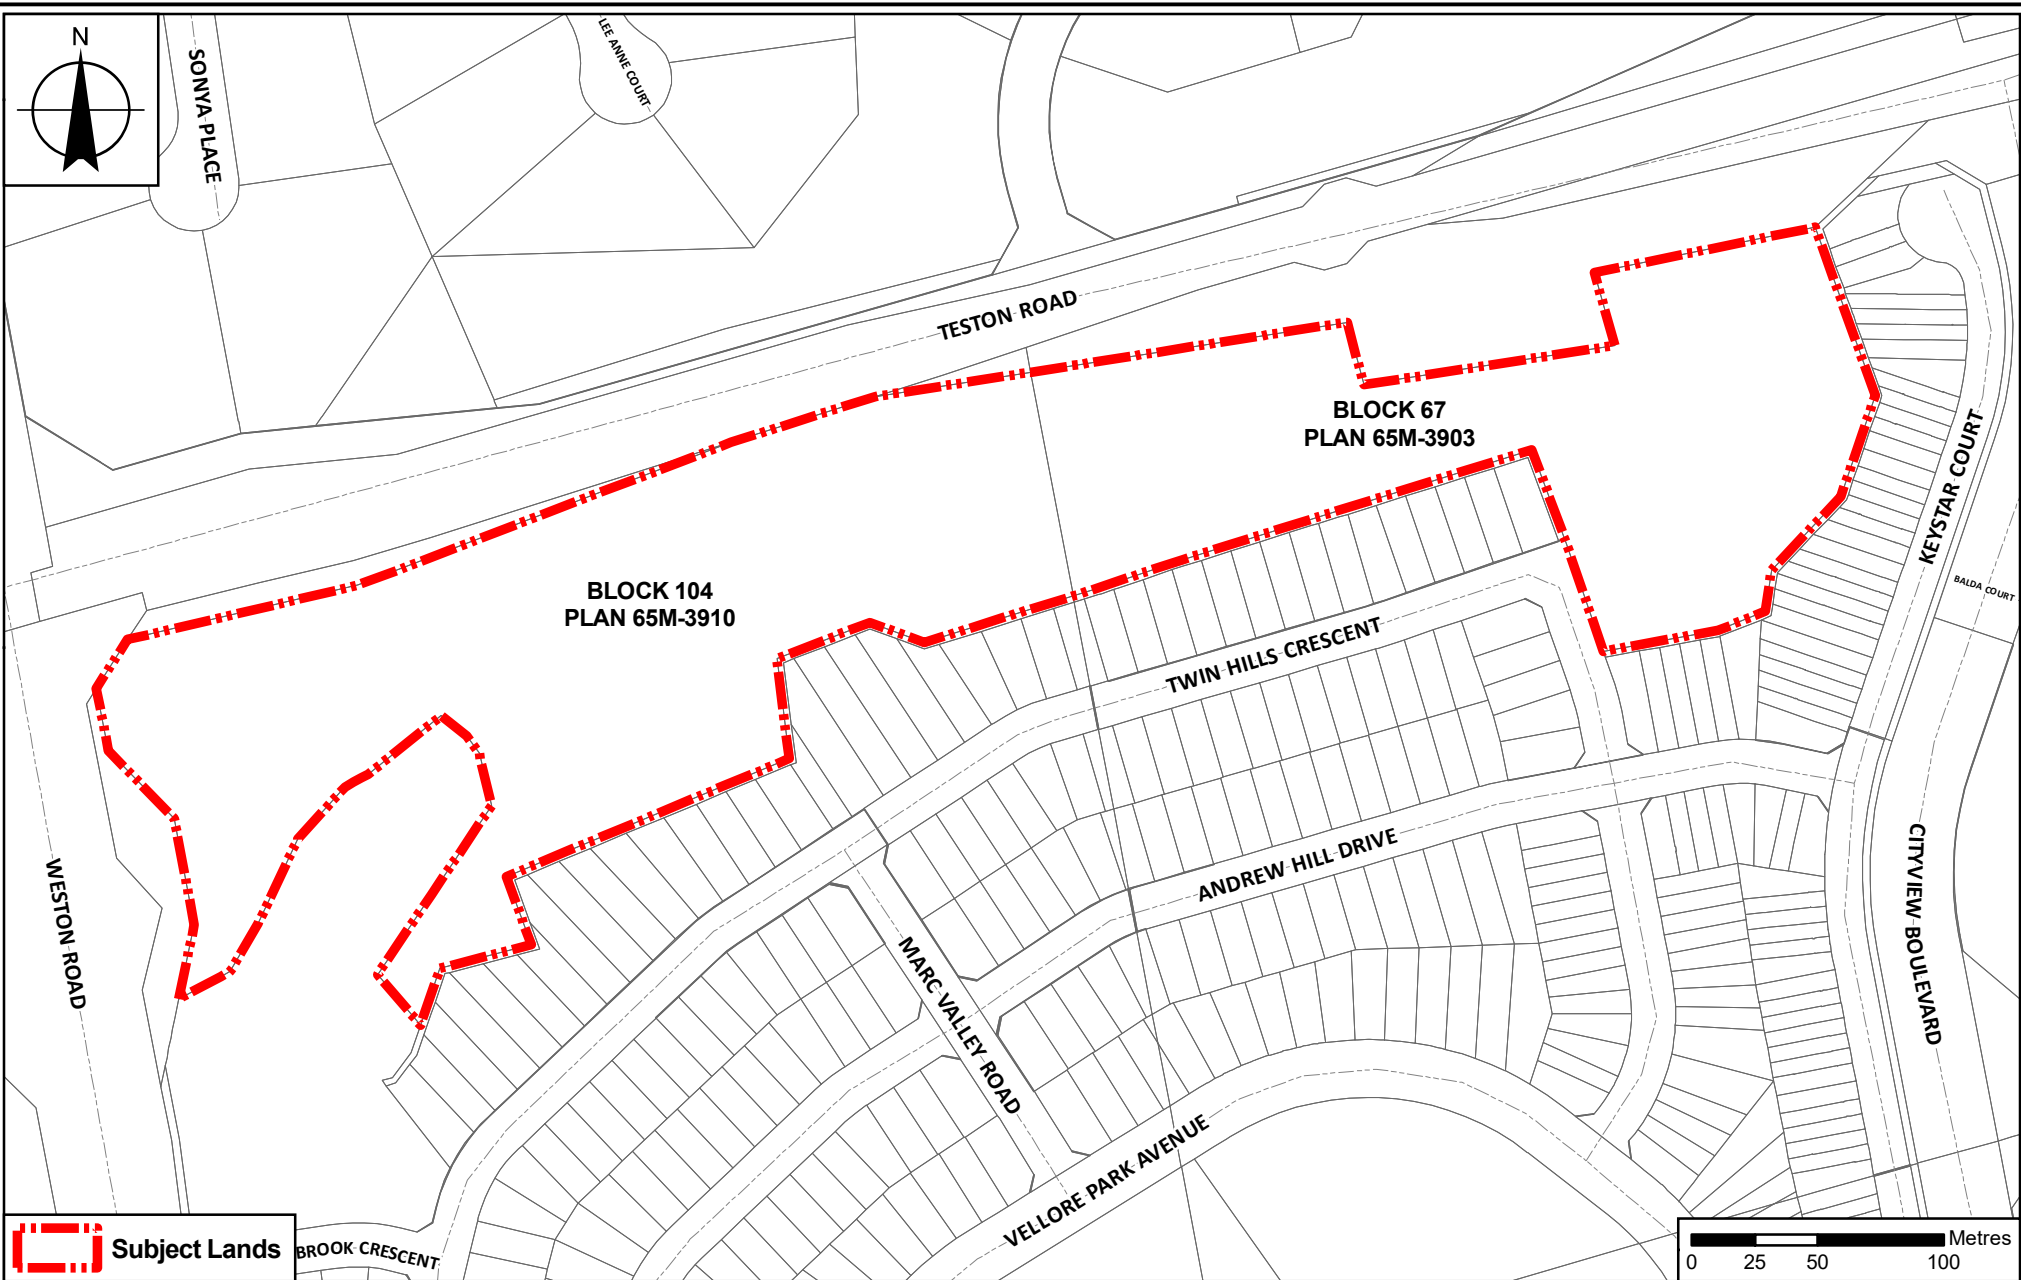 N
SONYA PLACE
LEE ANNE COURT
TESTON ROAD
BLOCK 67
PLAN 65M-3903
KEYSTAR COURT
BALDA COURT
BLOCK 104
PLAN 65M-3910
TWIN HILLS CRESCENT
ANDREW HILL DRIVE
CITYVIEW BOULEVARD
WESTON ROAD
MARC VALLEY ROAD
VELLORE PARK AVENUE
BROOK CRESCENT
Subject Lands
Metres
0 25 50 100